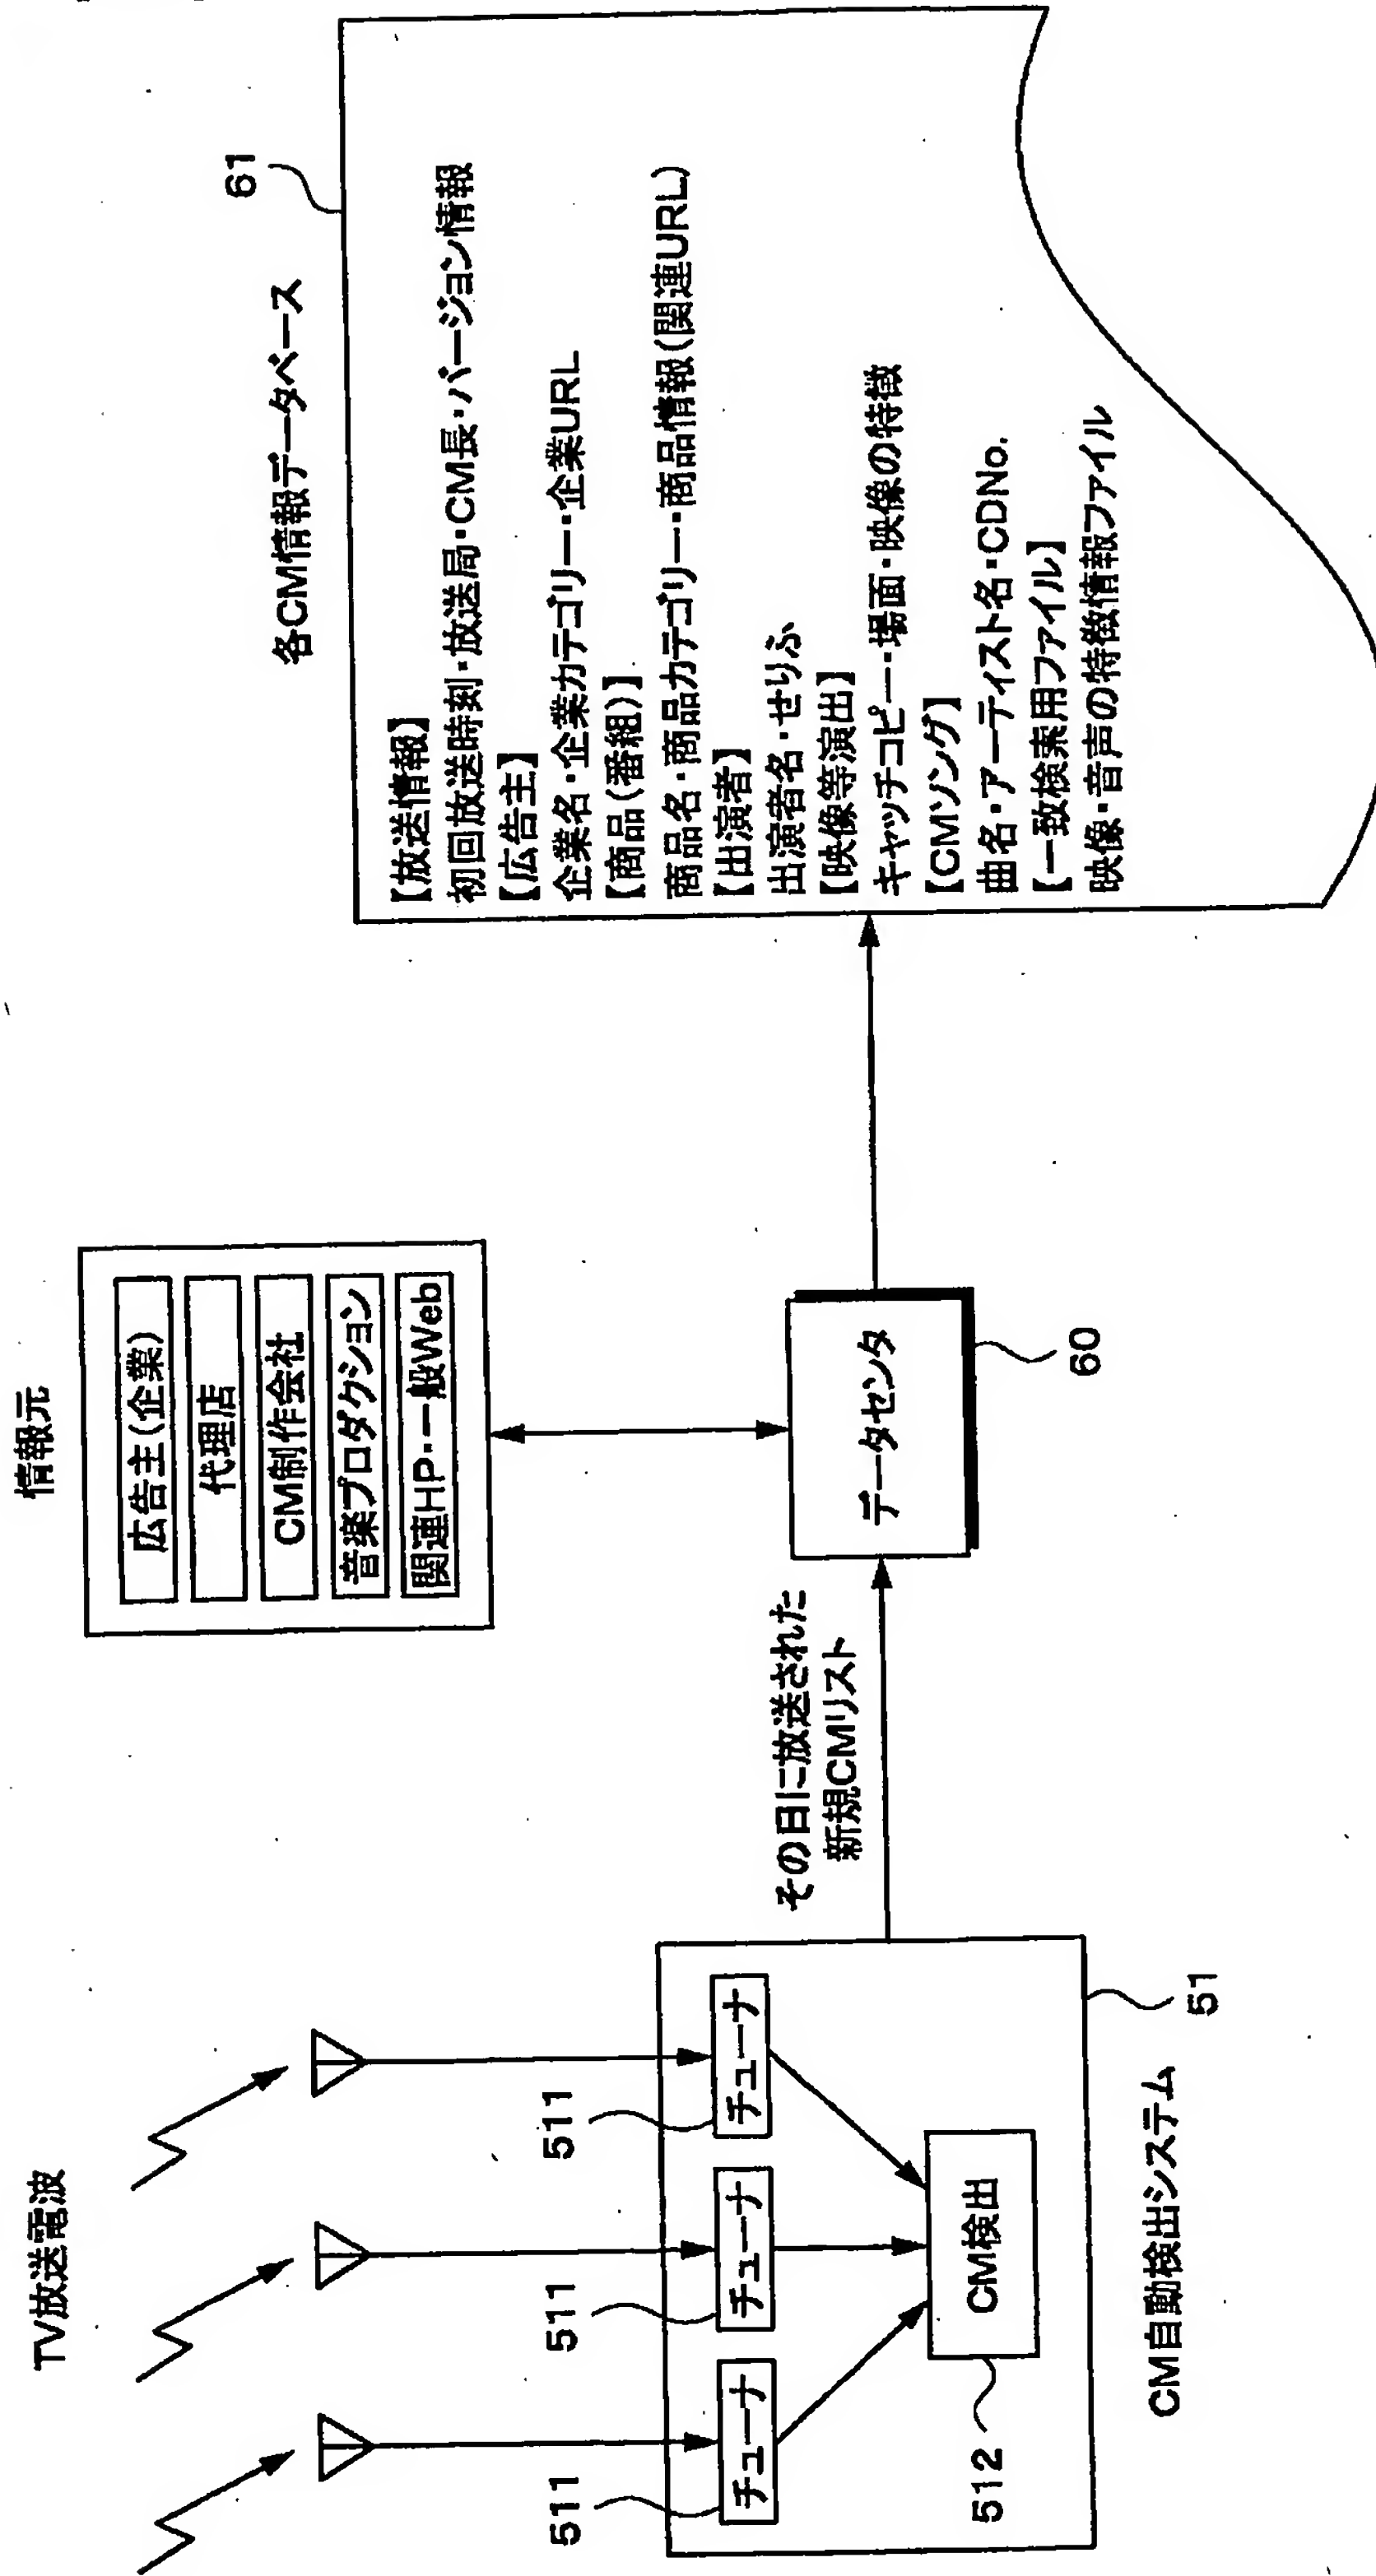 TV放送電波
511
511
511
チューナ
チューナ
チューナ
CM検出
512
51
CM自動検出システム
その日に放送された
新規CMリスト
情報元
広告主(企業)
代理店
CM制作会社
音楽プロダクション
関連HP・一般Web
データセンタ
60
各CM情報データベース
61
【放送情報】
初回放送時刻・放送局・CM長・バージョン情報
【広告主】
企業名・企業カテゴリー・企業URL
【商品(番組)】
商品名・商品カテゴリー・商品情報(関連URL)
【出演者】
出演者名・せりふ
【映像等演出】
キャッチコピー・場面・映像の特徴
【CMソング】
曲名・アーティスト名・CDNo.
【一致検索用ファイル】
映像・音声の特徴情報ファイル